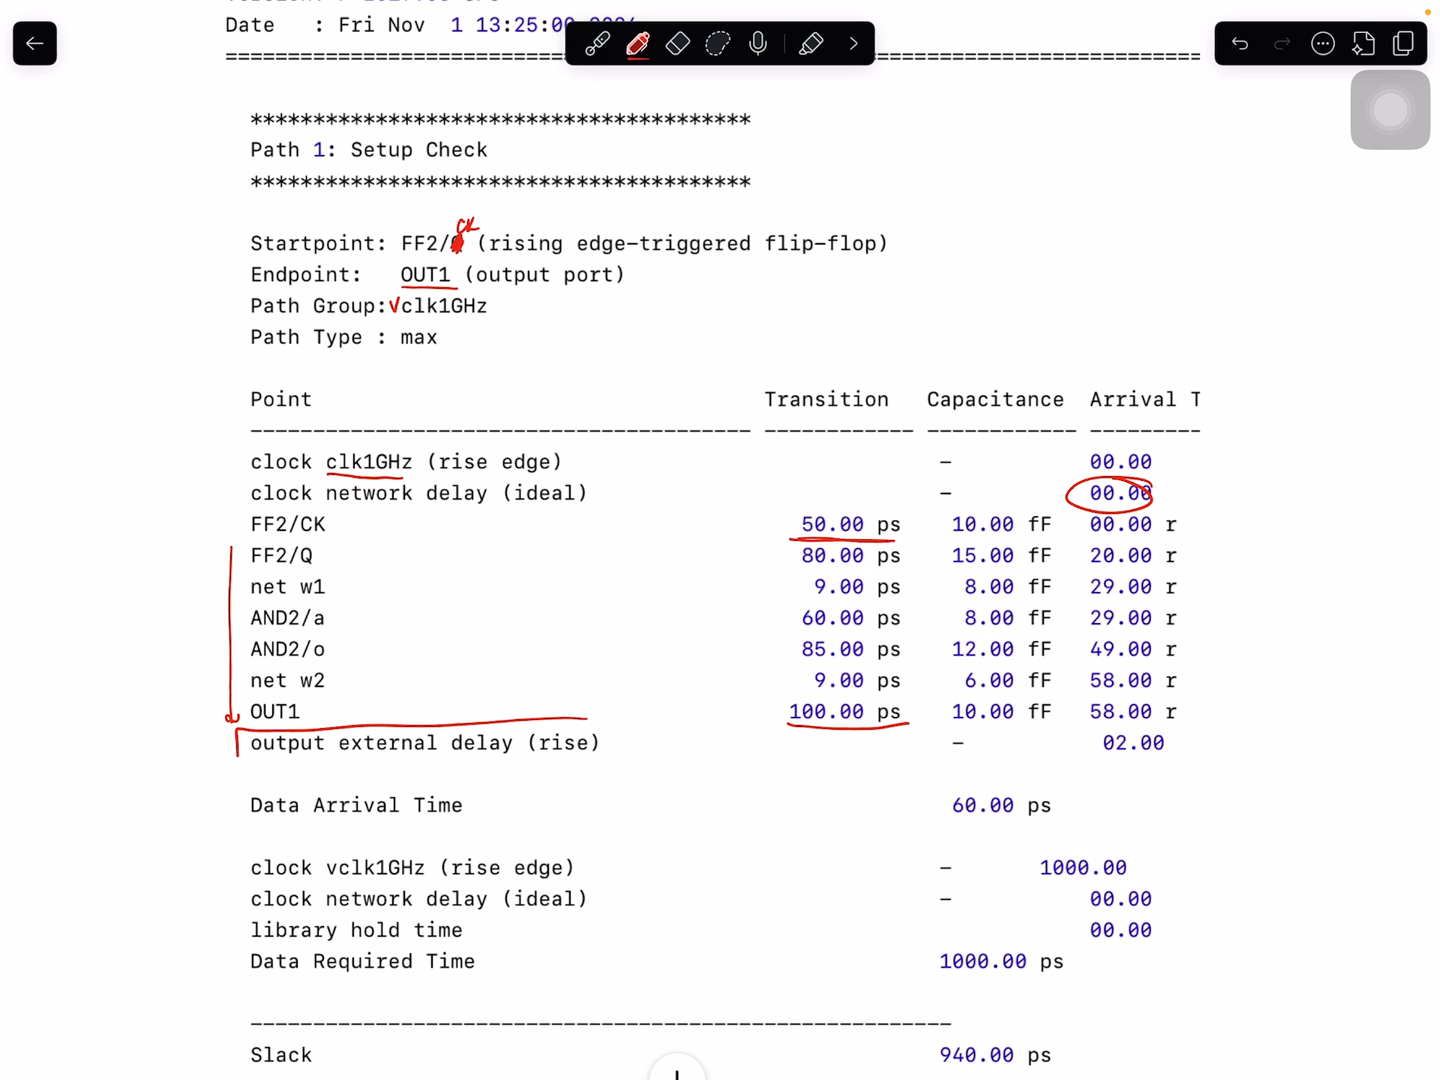 Date   : Fri Nov  1 13:25:00
=====================================================================
****************************************
Path 1: Setup Check
****************************************
CK
Startpoint: FF2/ (rising edge-triggered flip-flop)
Endpoint:   OUT1 (output port)
Path Group: vclk1GHz
Path Type : max
Point Transition Capacitance Arrival T
---------------------------------------- ------------ ------------ ---------
clock clk1GHz (rise edge) – 00.00
clock network delay (ideal) – 00.00
FF2/CK 50.00 ps 10.00 fF 00.00 r
FF2/Q 80.00 ps 15.00 fF 20.00 r
net w1 9.00 ps 8.00 fF 29.00 r
AND2/a 60.00 ps 8.00 fF 29.00 r
AND2/o 85.00 ps 12.00 fF 49.00 r
net w2 9.00 ps 6.00 fF 58.00 r
OUT1 100.00 ps 10.00 fF 58.00 r
output external delay (rise) – 02.00
Data Arrival Time 60.00 ps
clock vclk1GHz (rise edge) – 1000.00
clock network delay (ideal) – 00.00
library hold time 00.00
Data Required Time 1000.00 ps
--------------------------------------------------------
Slack 940.00 ps